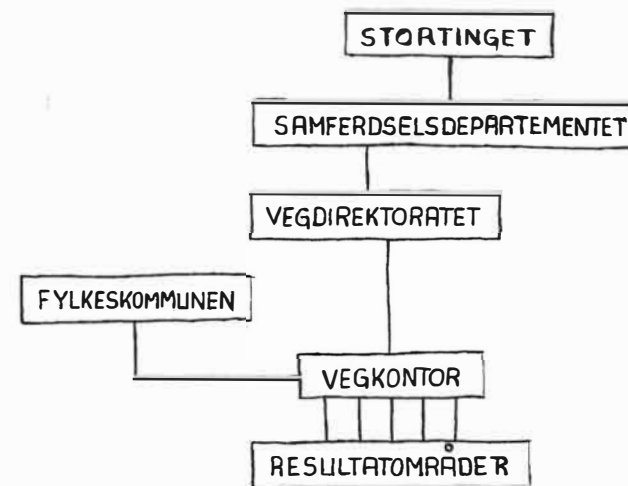 STORTINGET
SAMFERDSELSDEPARTEMENTET
VEGDIREKTORATET
FYLKESKOMMUNEN
VEGKONTOR
RESULTATOMRÅDER